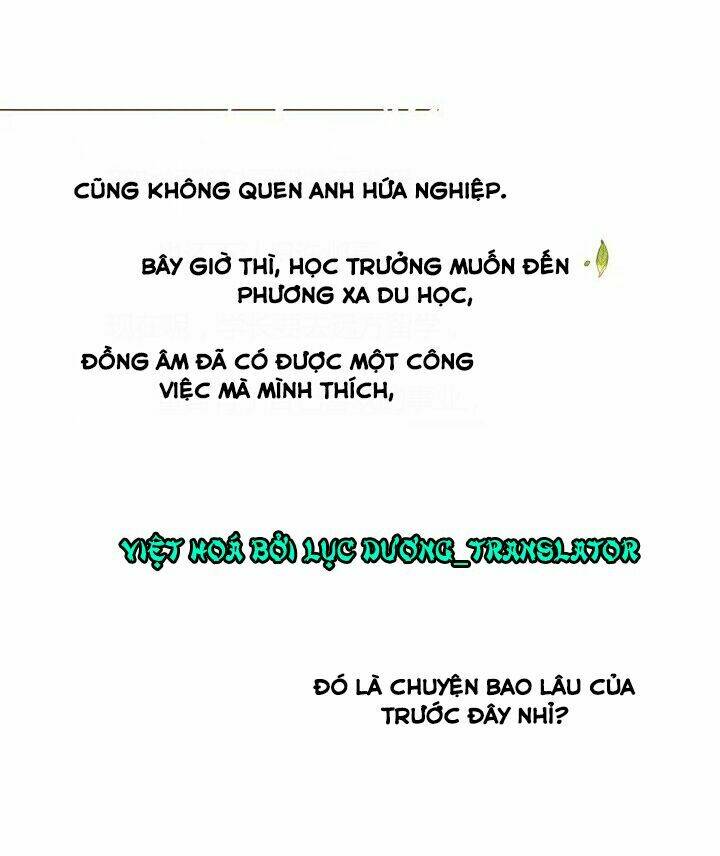 CŨNG KHÔNG QUEN ANH HỨA NGHIỆP.
BÂY GIỜ THÌ, HỌC TRƯỞNG MUỐN ĐẾN
PHƯƠNG XA DU HỌC,
ĐỒNG ÂM ĐÃ CÓ ĐƯỢC MỘT CÔNG
VIỆC MÀ MÌNH THÍCH,
VIỆT HOÁ BỞI LỤC DƯƠNG_TRANSLATOR
ĐÓ LÀ CHUYỆN BAO LÂU CỦA
TRƯỚC ĐÂY NHỈ?